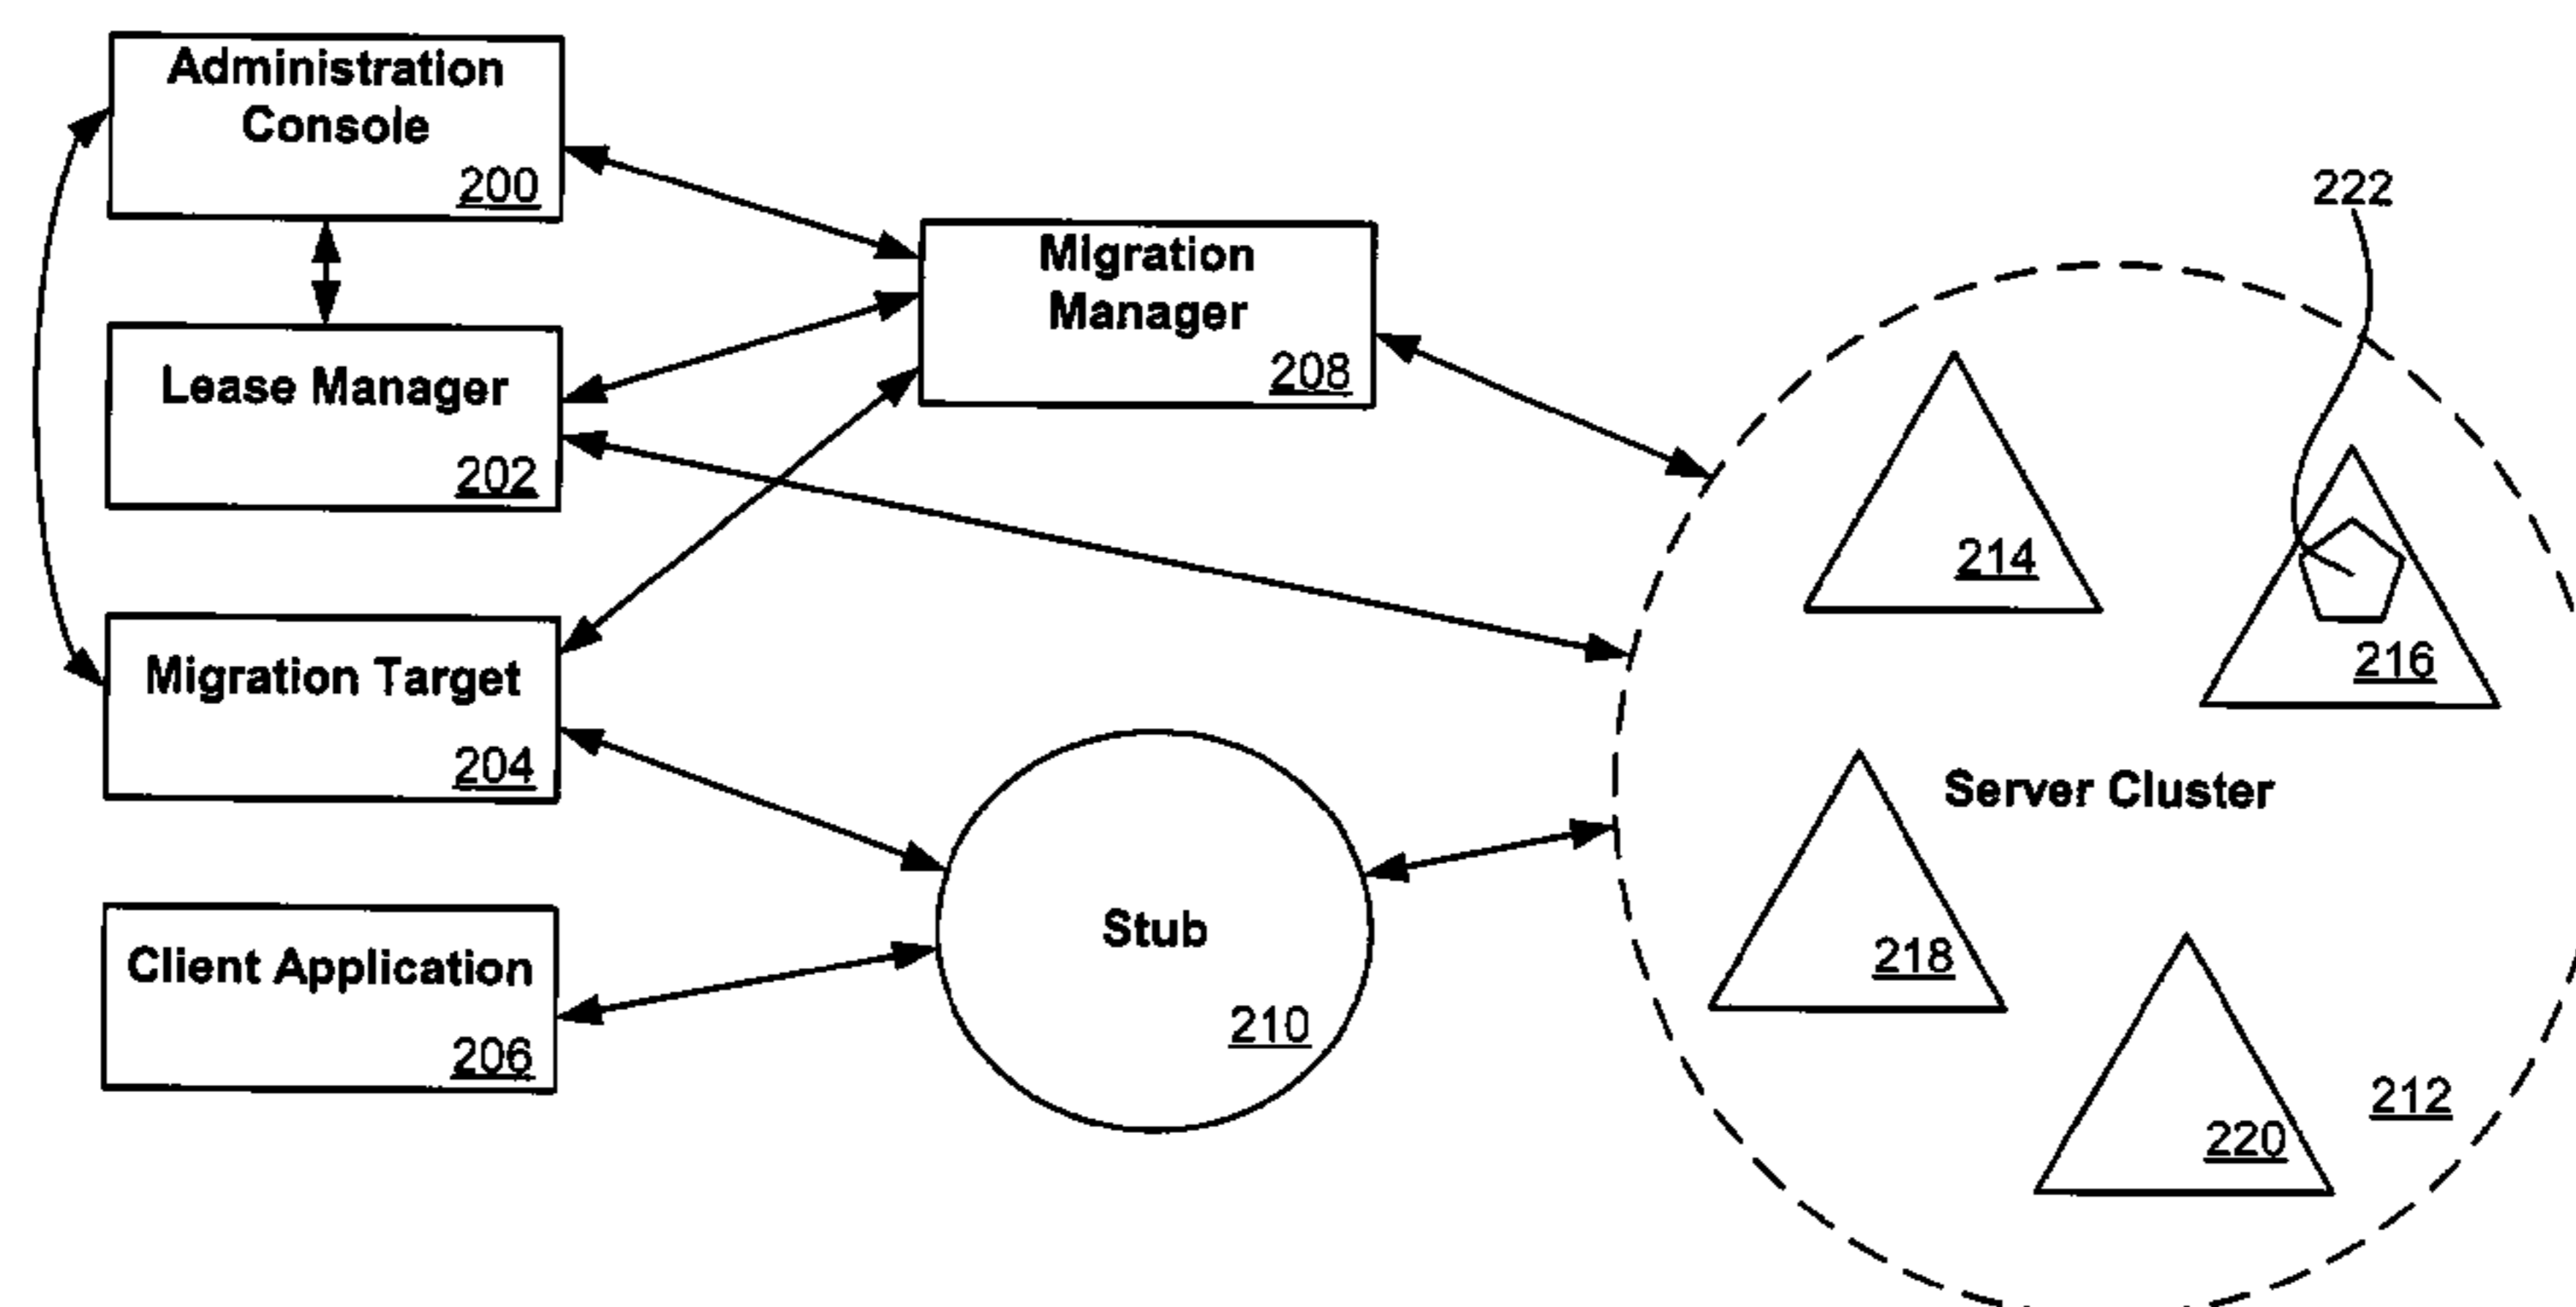 Administration
Console
200
Lease Manager
202
Migration Target
204
Client Application
206
Migration
Manager
208
Stub
210
222
214
216
Server Cluster
218
220
212